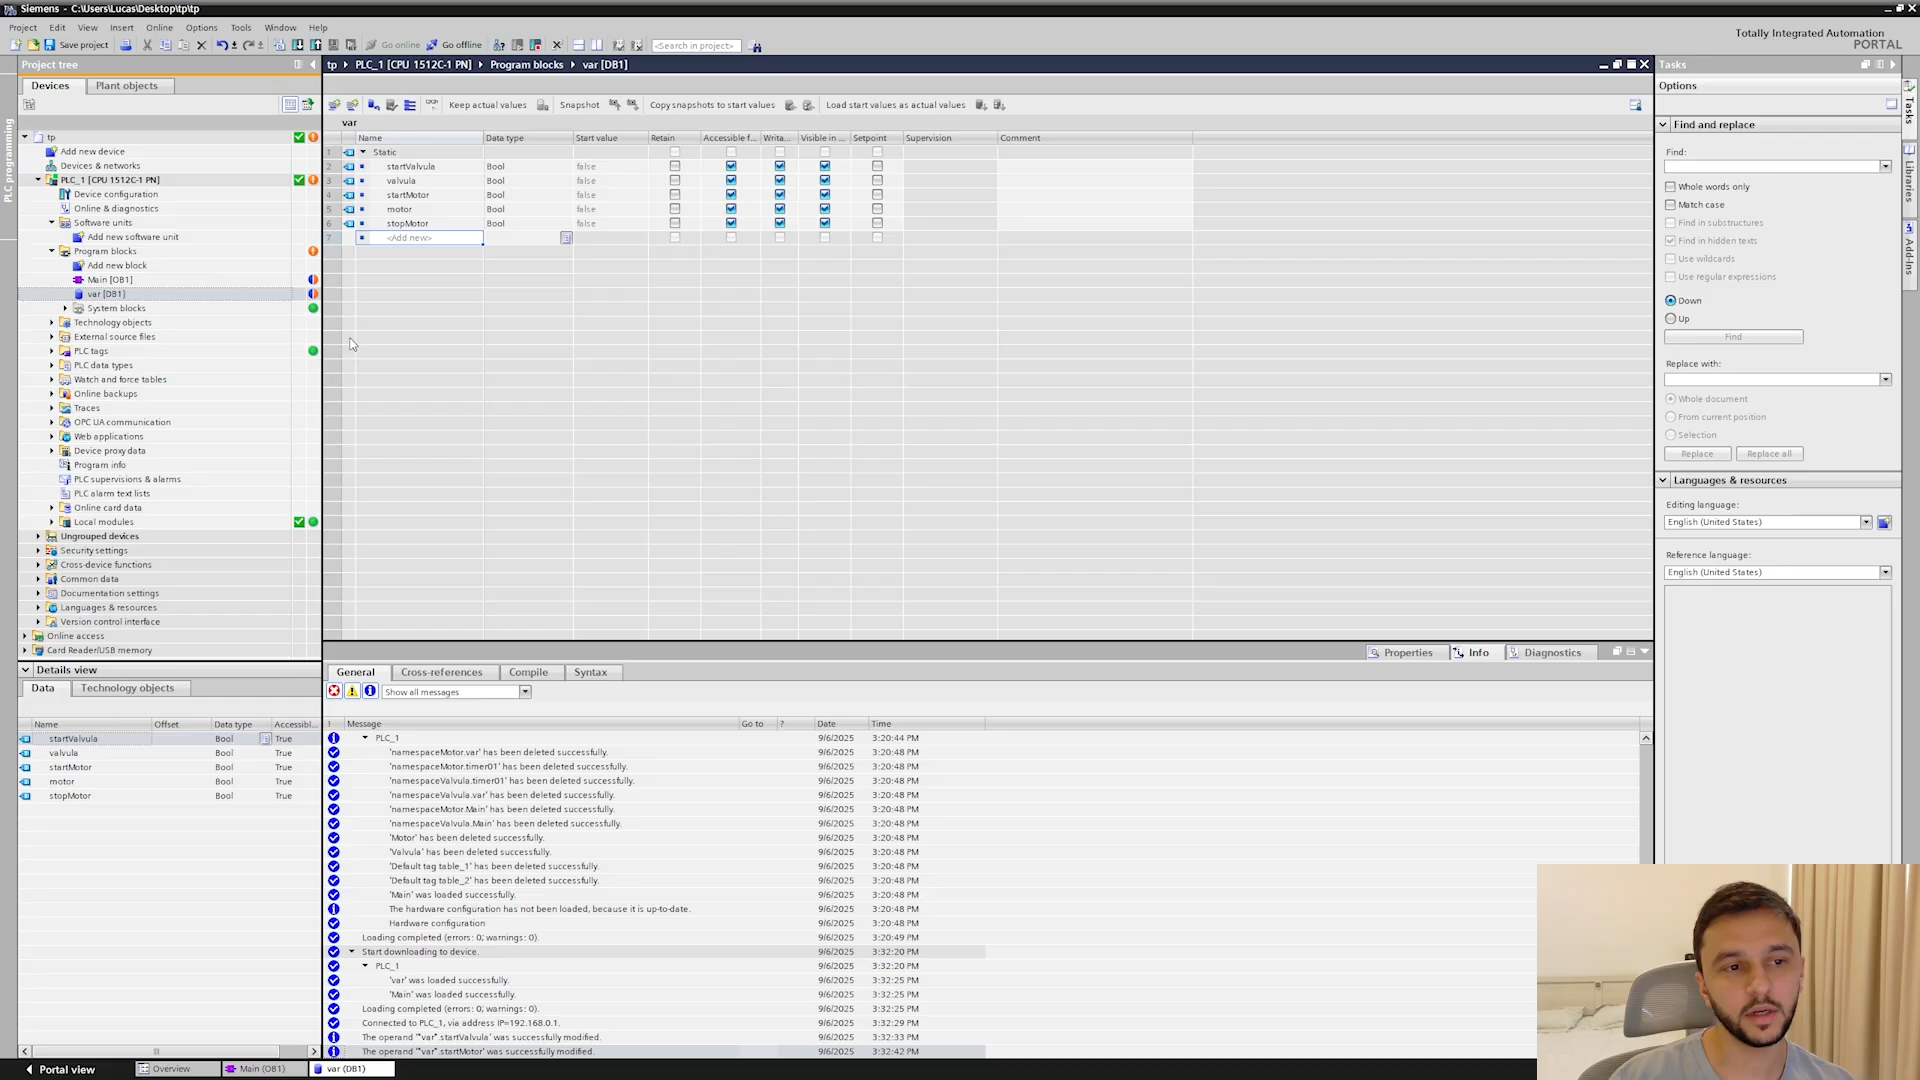 Siemens - C:\Users\Lucas\Desktop\tp\tp
Project Edit View Insert Online Options Tools Window Help
Totally Integrated Automation
PORTAL
Save project
Go online
Go offline
<Search in project>
Project tree
tp PLC_1 [CPU 1512C-1 PN] Program blocks var [DB1]
Tasks
Devices
Plant objects
Options
Keep actual values
Snapshot
Copy snapshots to start values
Load start values as actual values
var
Name Data type Start value Retain Accessible f... Writa... Visible in ... Setpoint Supervision Comment
1 Static
2 startValvula Bool false
3 valvula Bool false
4 startMotor Bool false
5 motor Bool false
6 stopMotor Bool false
7 <Add new>
PLC programming
tp
Add new device
Devices & networks
PLC_1 [CPU 1512C-1 PN]
Device configuration
Online & diagnostics
Software units
Add new software unit
Program blocks
Add new block
Main [OB1]
var [DB1]
System blocks
Technology objects
External source files
PLC tags
PLC data types
Watch and force tables
Online backups
Traces
OPC UA communication
Web applications
Device proxy data
Program info
PLC supervisions & alarms
PLC alarm text lists
Online card data
Local modules
Ungrouped devices
Security settings
Cross-device functions
Common data
Documentation settings
Languages & resources
Version control interface
Online access
Card Reader/USB memory
Find and replace
Find:
Whole words only
Match case
Find in substructures
Find in hidden texts
Use wildcards
Use regular expressions
Down
Up
Find
Replace with:
Whole document
From current position
Selection
Replace
Replace all
Languages & resources
Editing language:
English (United States)
Reference language:
English (United States)
Tasks
Libraries
Add-Ins
Details view
Data
Technology objects
Name Offset Data type Accessibl...
startValvula Bool True
valvula Bool True
startMotor Bool True
motor Bool True
stopMotor Bool True
Properties
Info
Diagnostics
General
Cross-references
Compile
Syntax
Show all messages
! Message Go to ? Date Time
PLC_1 9/6/2025 3:20:44 PM
'namespaceMotor.var' has been deleted successfully. 9/6/2025 3:20:48 PM
'namespaceMotor.timer01' has been deleted successfully. 9/6/2025 3:20:48 PM
'namespaceValvula.timer01' has been deleted successfully. 9/6/2025 3:20:48 PM
'namespaceValvula.var' has been deleted successfully. 9/6/2025 3:20:48 PM
'namespaceMotor.Main' has been deleted successfully. 9/6/2025 3:20:48 PM
'namespaceValvula.Main' has been deleted successfully. 9/6/2025 3:20:48 PM
'Motor' has been deleted successfully. 9/6/2025 3:20:48 PM
'Valvula' has been deleted successfully. 9/6/2025 3:20:48 PM
'Default tag table_1' has been deleted successfully. 9/6/2025 3:20:48 PM
'Default tag table_2' has been deleted successfully. 9/6/2025 3:20:48 PM
'Main' was loaded successfully. 9/6/2025 3:20:48 PM
The hardware configuration has not been loaded, because it is up-to-date. 9/6/2025 3:20:48 PM
Hardware configuration 9/6/2025 3:20:48 PM
Loading completed (errors: 0; warnings: 0). 9/6/2025 3:20:49 PM
Start downloading to device. 9/6/2025 3:32:20 PM
PLC_1 9/6/2025 3:32:20 PM
'var' was loaded successfully. 9/6/2025 3:32:25 PM
'Main' was loaded successfully. 9/6/2025 3:32:25 PM
Loading completed (errors: 0; warnings: 0). 9/6/2025 3:32:25 PM
Connected to PLC_1, via address IP=192.168.0.1. 9/6/2025 3:32:29 PM
The operand '"var".startValvula' was successfully modified. 9/6/2025 3:32:33 PM
The operand '"var".startMotor' was successfully modified. 9/6/2025 3:32:42 PM
Portal view
Overview
Main (OB1)
var (DB1)